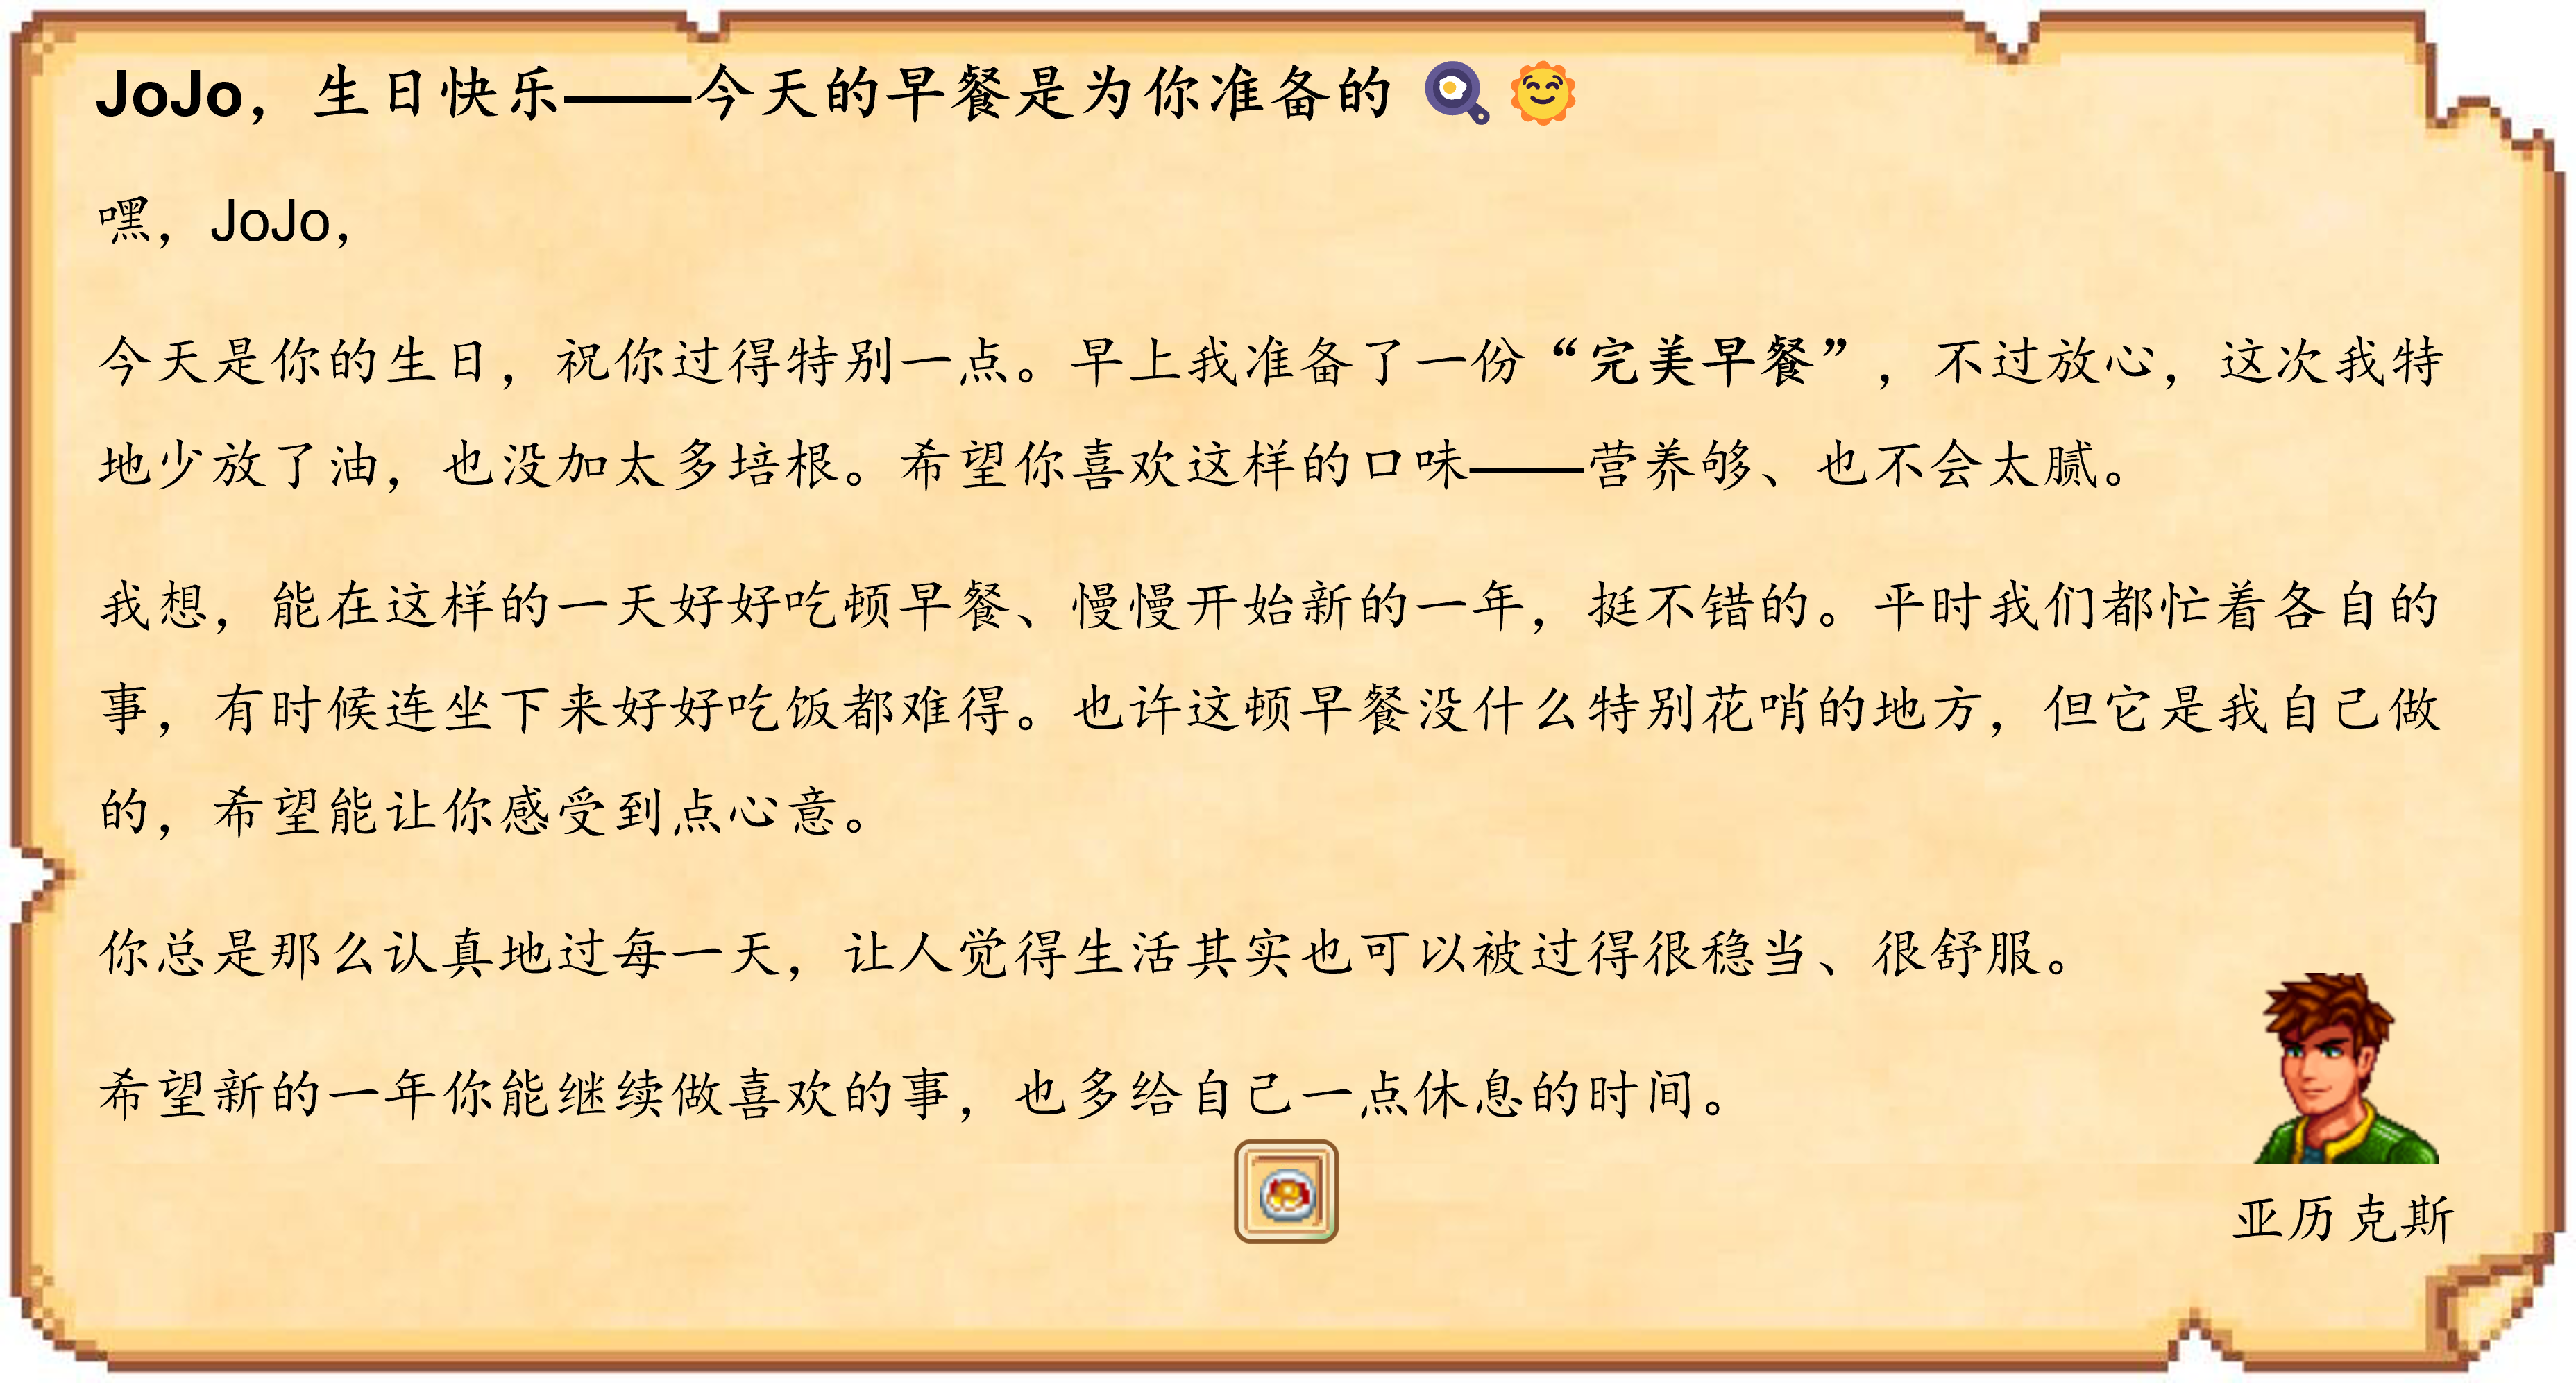 JoJo，生日快乐——今天的早餐是为你准备的 🍳🌞
嘿，JoJo，
今天是你的生日，祝你过得特别一点。早上我准备了一份“完美早餐”，不过放心，这次我特
地少放了油，也没加太多培根。希望你喜欢这样的口味——营养够、也不会太腻。
我想，能在这样的一天好好吃顿早餐、慢慢开始新的一年，挺不错的。平时我们都忙着各自的
事，有时候连坐下来好好吃饭都难得。也许这顿早餐没什么特别花哨的地方，但它是我自己做
的，希望能让你感受到点心意。
你总是那么认真地过每一天，让人觉得生活其实也可以被过得很稳当、很舒服。
希望新的一年你能继续做喜欢的事，也多给自己一点休息的时间。
亚历克斯